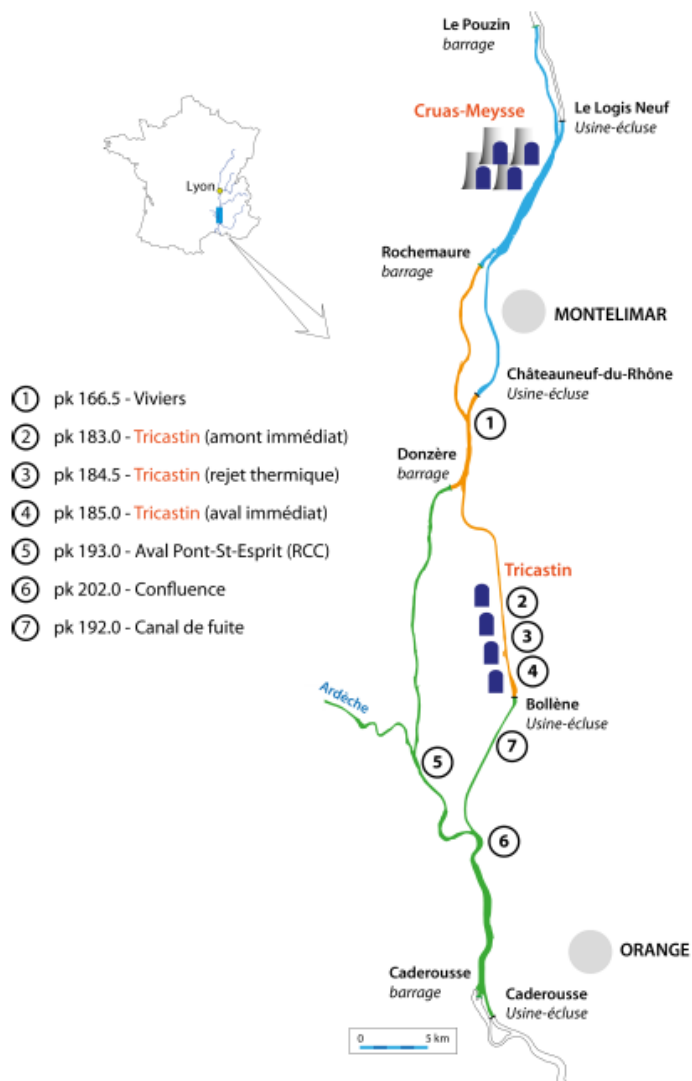 Le Pouzin
barrage
Le Logis Neuf
Usine-écluse
Cruas-Meysse
Lyon
Rochemaure
barrage
MONTELIMAR
Châteauneuf-du-Rhône
Usine-écluse
1 pk 166.5 - Viviers
2 pk 183.0 - Tricastin (amont immédiat)
3 pk 184.5 - Tricastin (rejet thermique)
4 pk 185.0 - Tricastin (aval immédiat)
5 pk 193.0 - Aval Pont-St-Esprit (RCC)
6 pk 202.0 - Confluence
7 pk 192.0 - Canal de fuite
1
Donzère
barrage
Tricastin
2
3
4
Ardèche
Bollène
Usine-écluse
7
5
6
ORANGE
Caderousse
barrage
Caderousse
Usine-écluse
0 5 km